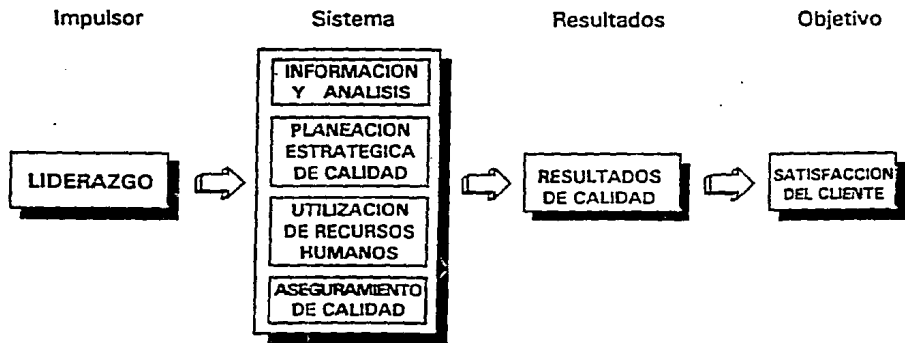 Impulsor Sistema Resultados Objetivo
INFORMACION
Y ANALISIS
PLANEACION
ESTRATEGICA
DE CALIDAD
UTILIZACION
DE RECURSOS
HUMANOS
ASEGURAMIENTO
DE CALIDAD
LIDERAZGO
RESULTADOS
DE CALIDAD
SATISFACCION
DEL CLIENTE